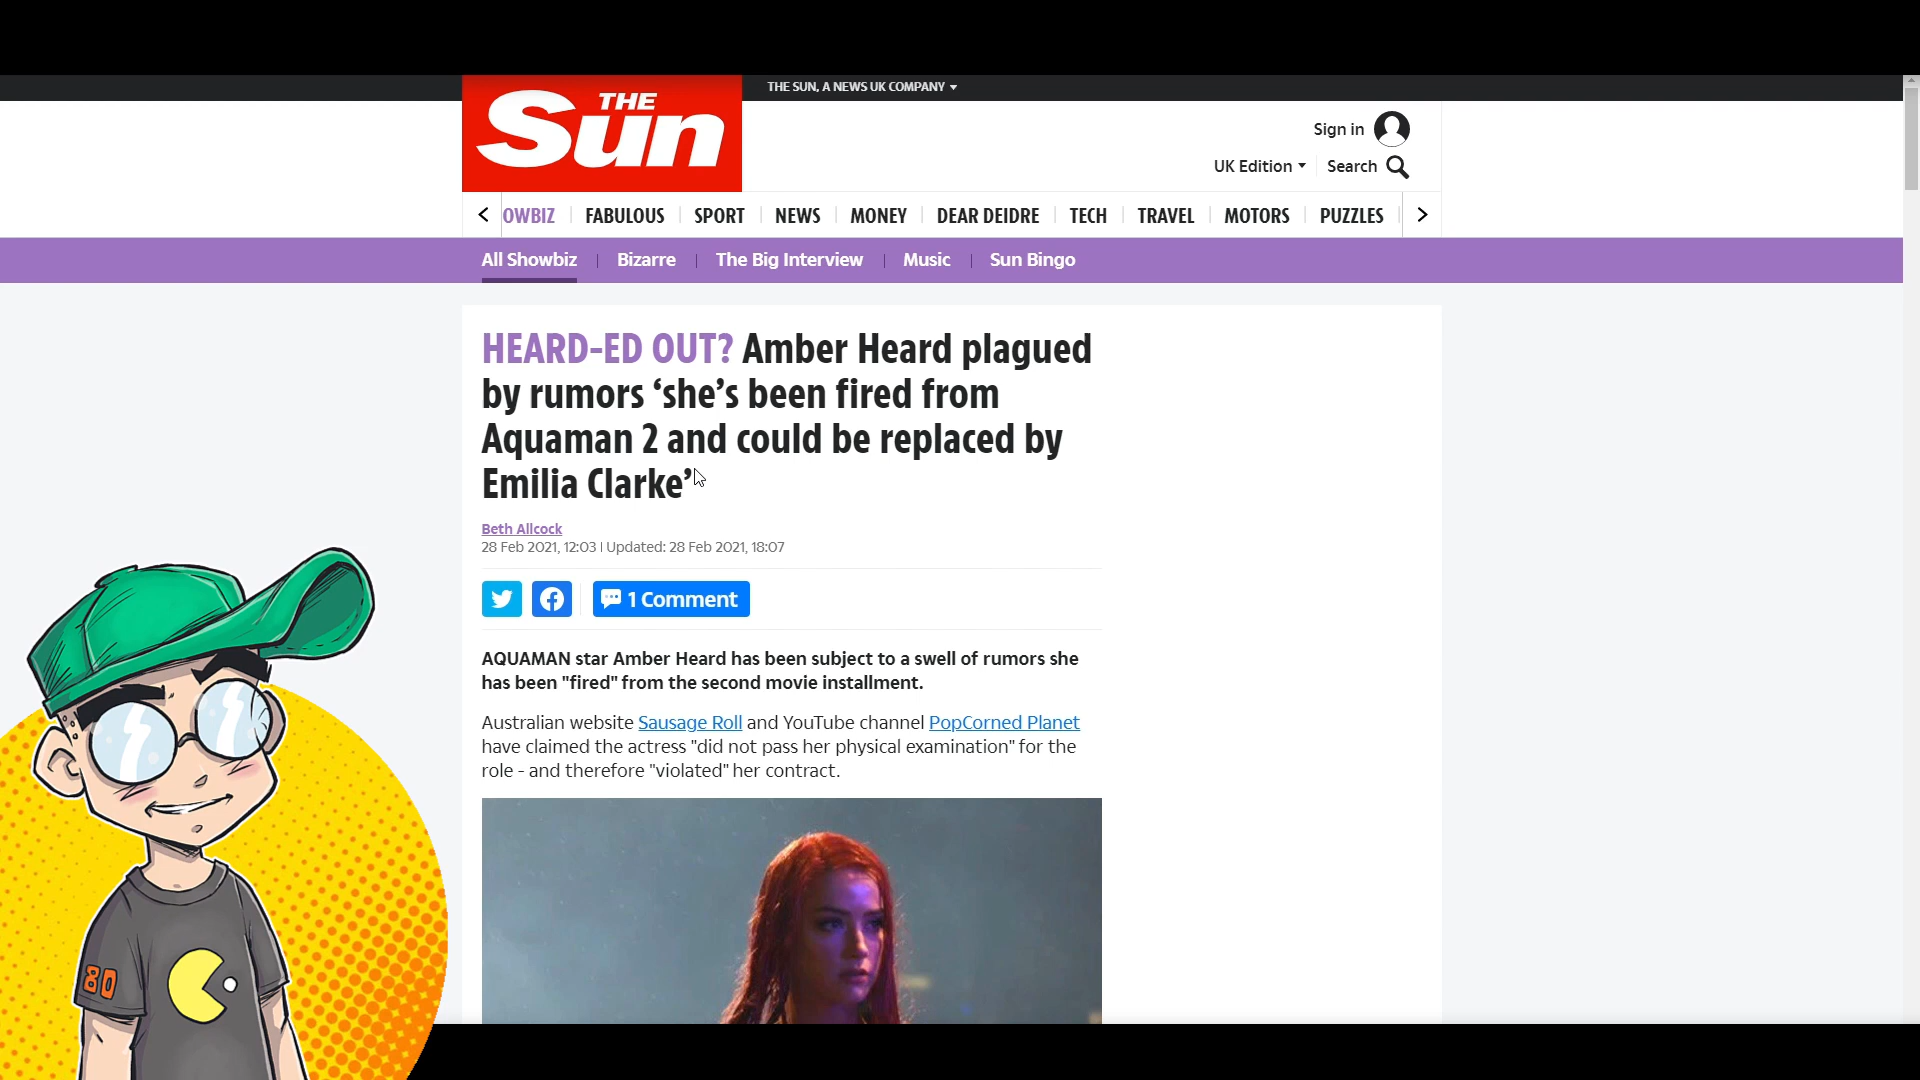 THE SUN, A NEWS UK COMPANY
THE
Sun
Sign in
UK Edition
Search
OWBIZ
FABULOUS
SPORT
NEWS
MONEY
DEAR DEIDRE
TECH
TRAVEL
MOTORS
PUZZLES
All Showbiz
Bizarre
The Big Interview
Music
Sun Bingo
HEARD-ED OUT? Amber Heard plagued
by rumors ‘she’s been fired from
Aquaman 2 and could be replaced by
Emilia Clarke’
Beth Allcock
28 Feb 2021, 12:03 | Updated: 28 Feb 2021, 18:07
1 Comment
AQUAMAN star Amber Heard has been subject to a swell of rumors she
has been "fired" from the second movie installment.
Australian website Sausage Roll and YouTube channel PopCorned Planet
have claimed the actress "did not pass her physical examination" for the
role - and therefore "violated" her contract.
80